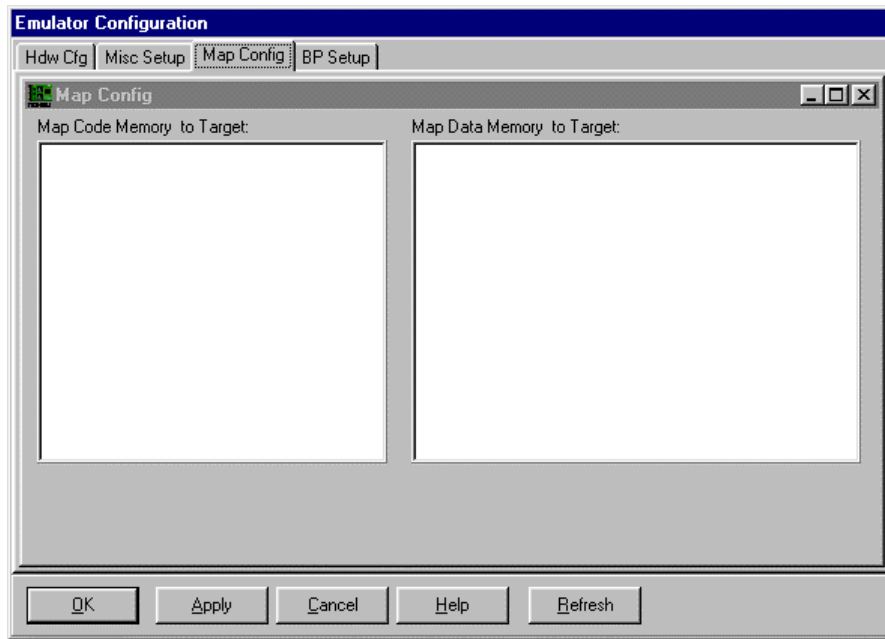 Emulator Configuration
Hdw Cfg Misc Setup Map Config BP Setup
Map Config
Map Code Memory to Target: Map Data Memory to Target:
OK Apply Cancel Help Refresh